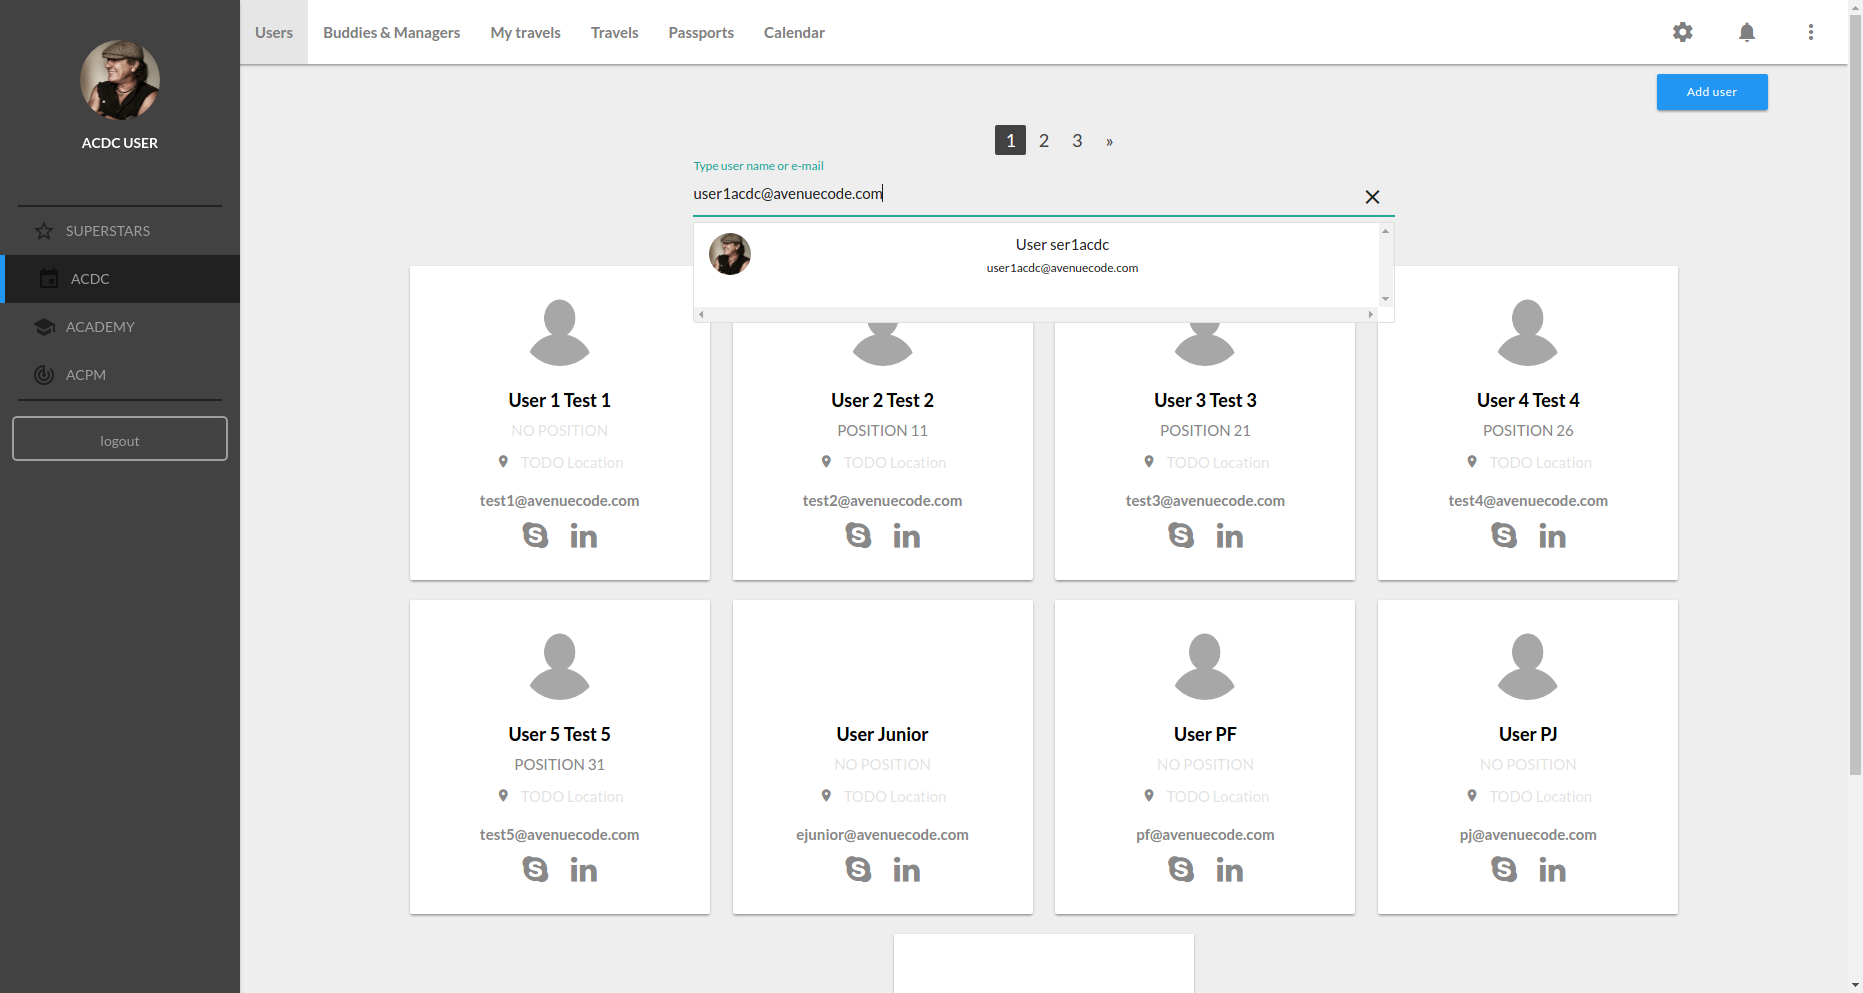 ACDC USER
SUPERSTARS
ACDC
ACADEMY
ACPM
logout
Users
Buddies & Managers
My travels
Travels
Passports
Calendar
Add user
1 2 3 »
Type user name or e-mail
user1acdc@avenuecode.com
User ser1acdc
user1acdc@avenuecode.com
User 1 Test 1
NO POSITION
TODO Location
test1@avenuecode.com
User 2 Test 2
POSITION 11
TODO Location
test2@avenuecode.com
User 3 Test 3
POSITION 21
TODO Location
test3@avenuecode.com
User 4 Test 4
POSITION 26
TODO Location
test4@avenuecode.com
User 5 Test 5
POSITION 31
TODO Location
test5@avenuecode.com
User Junior
NO POSITION
TODO Location
ejunior@avenuecode.com
User PF
NO POSITION
TODO Location
pf@avenuecode.com
User PJ
NO POSITION
TODO Location
pj@avenuecode.com